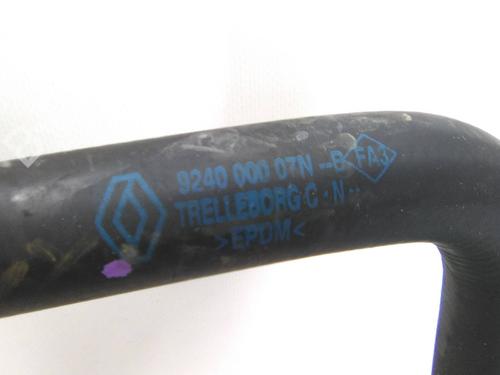 9240 000 07N --B FA3
TRELLEBORG C - N --
>EPDM<